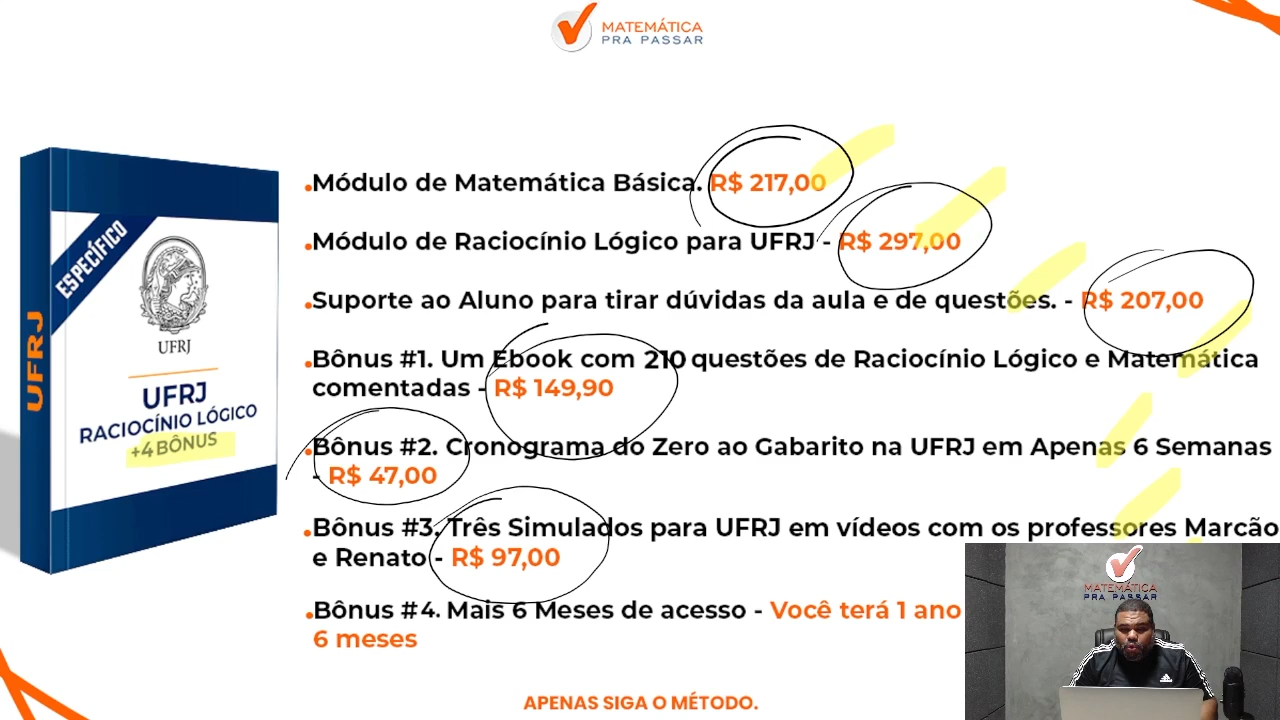 MATEMÁTICA
PRA PASSAR
ESPECÍFICO
UFRJ
UFRJ
UFRJ
RACIOCÍNIO LÓGICO
+4 BÔNUS
•Módulo de Matemática Básica. R$ 217,00
•Módulo de Raciocínio Lógico para UFRJ - R$ 297,00
•Suporte ao Aluno para tirar dúvidas da aula e de questões. - R$ 207,00
•Bônus #1. Um Ebook com 210 questões de Raciocínio Lógico e Matemática
comentadas - R$ 149,90
•Bônus #2. Cronograma do Zero ao Gabarito na UFRJ em Apenas 6 Semanas
- R$ 47,00
•Bônus #3. Três Simulados para UFRJ em vídeos com os professores Marcão
e Renato - R$ 97,00
•Bônus #4. Mais 6 Meses de acesso - Você terá 1 ano
6 meses
MATEMÁTICA
PRA PASSAR
APENAS SIGA O MÉTODO.